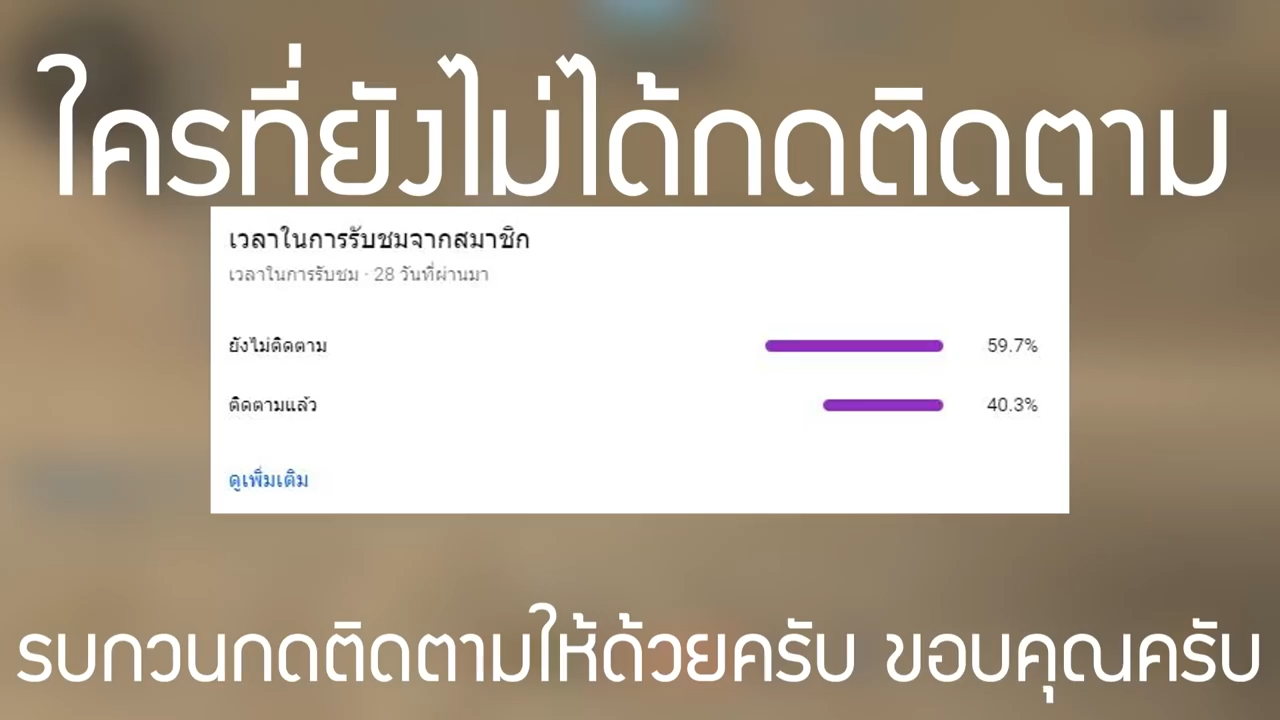 ใครที่ยังไม่ได้กดติดตาม
เวลาในการรับชมจากสมาชิก
เวลาในการรับชม · 28 วันที่ผ่านมา
ยังไม่ติดตาม 59.7%
ติดตามแล้ว 40.3%
ดูเพิ่มเติม
รบกวนกดติดตามให้ด้วยครับ ขอบคุณครับ